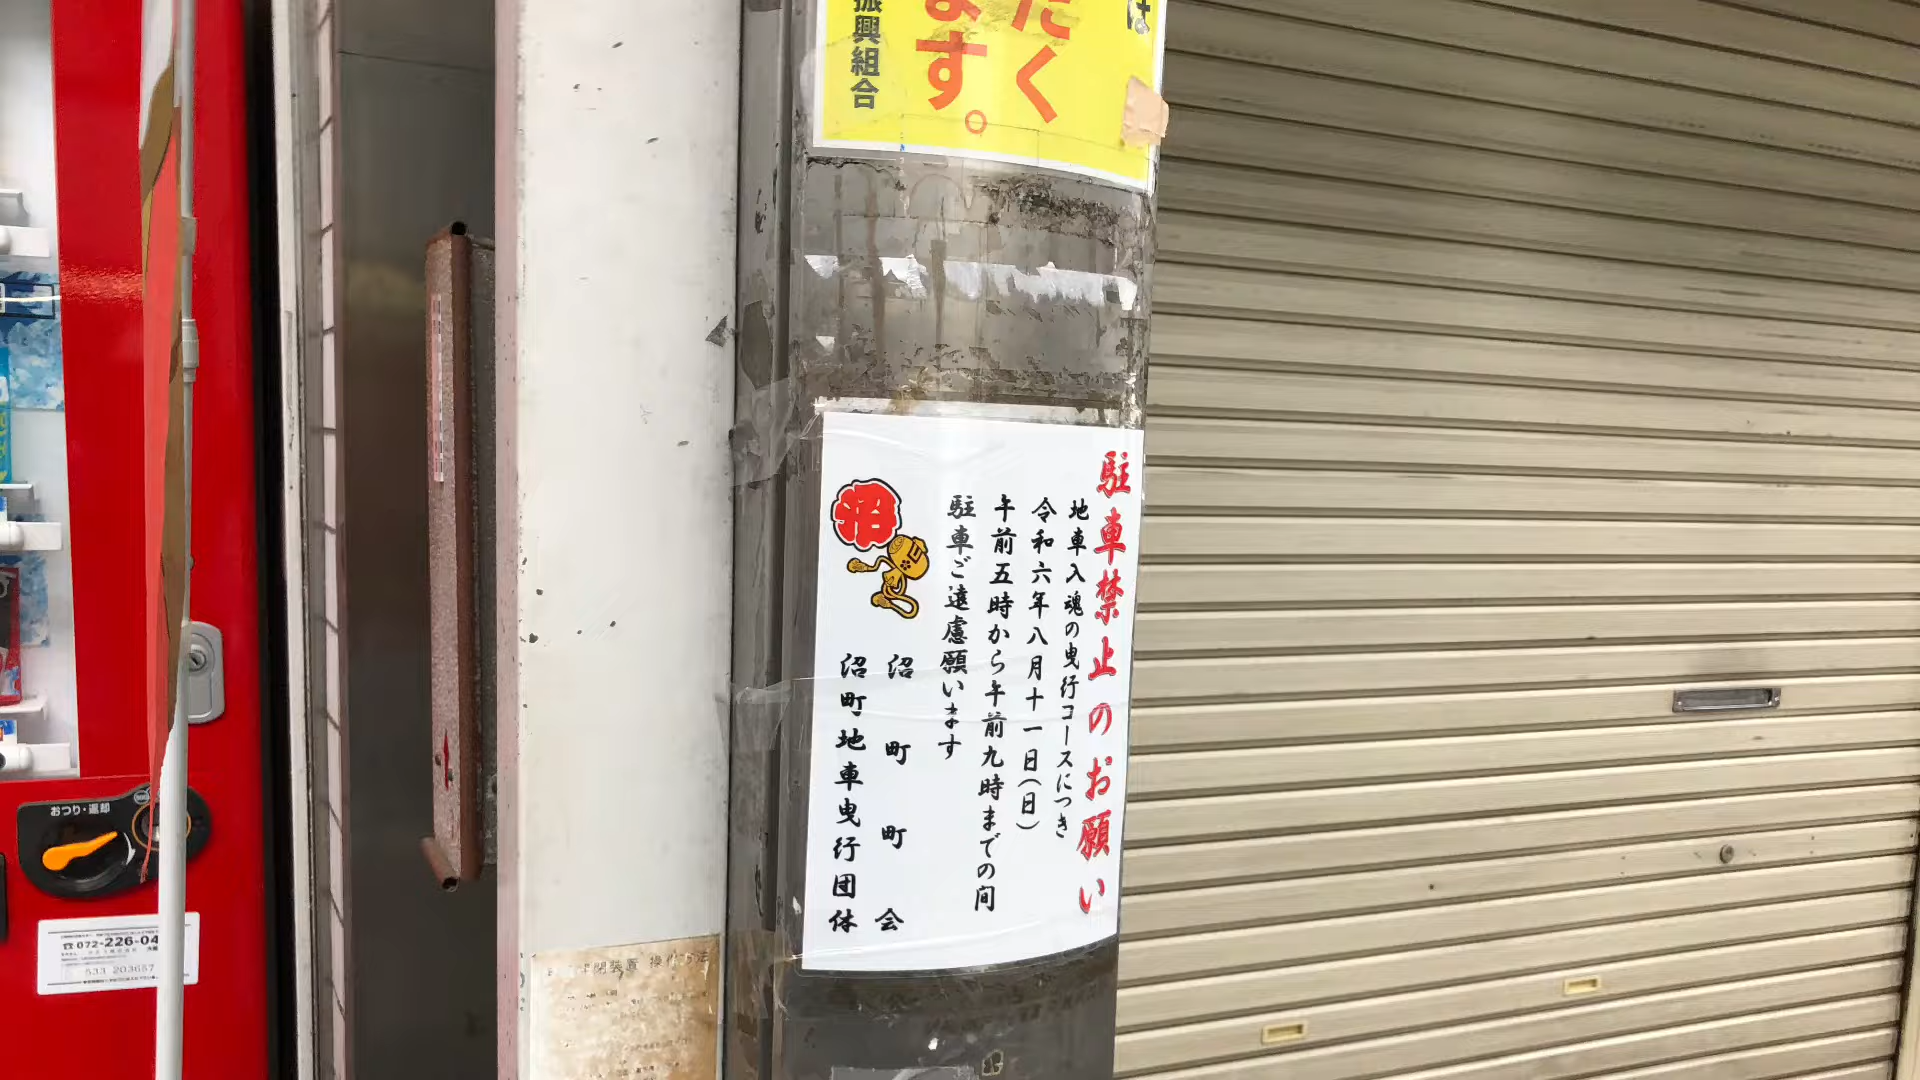 たく
ます。
振興組合
駐車禁止のお願い
地車入魂の曳行コースにつき
令和六年八月十一日(日)
午前五時から午前九時までの間
駐車ご遠慮願います
沼
沼町町会
沼町地車曳行団体
おつり・返却
072-226-04
533 203657